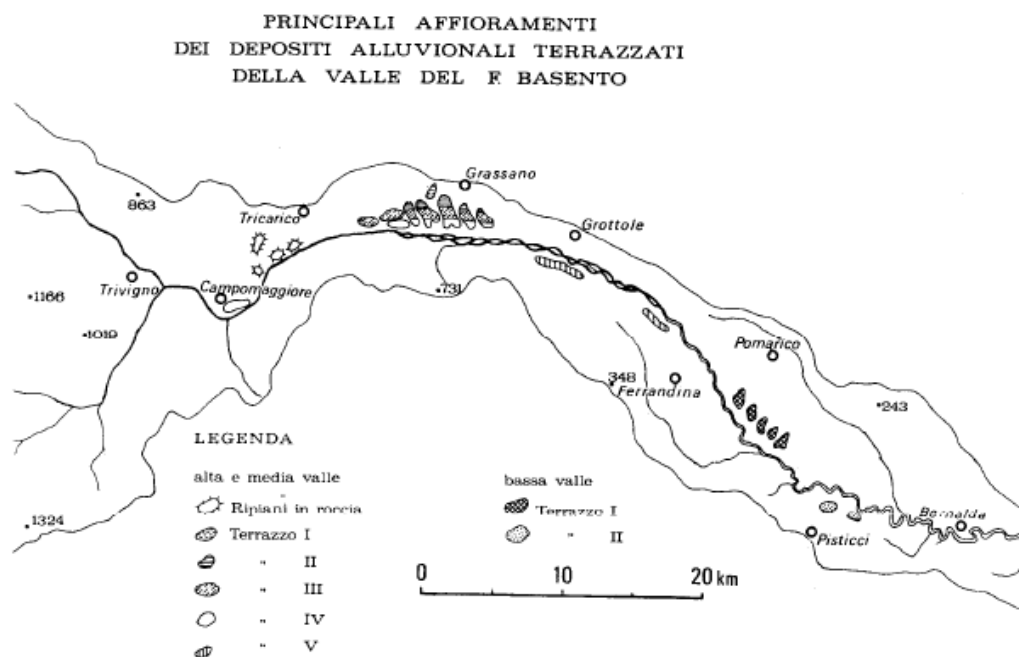 PRINCIPALI AFFIORAMENTI
DEI DEPOSITI ALLUVIONALI TERRAZZATI
DELLA VALLE DEL F. BASENTO
Grassano
863
Tricarico
Grottole
Trivigno
Campomaggiore
731
1166
1019
Pomarico
348
Ferrandina
243
LEGENDA
alta e media valle
Ripiani in roccia
Terrazzo I
" II
" III
" IV
" V
bassa valle
Terrazzo I
" II
1324
Bernalda
Pisticci
0 10 20 km